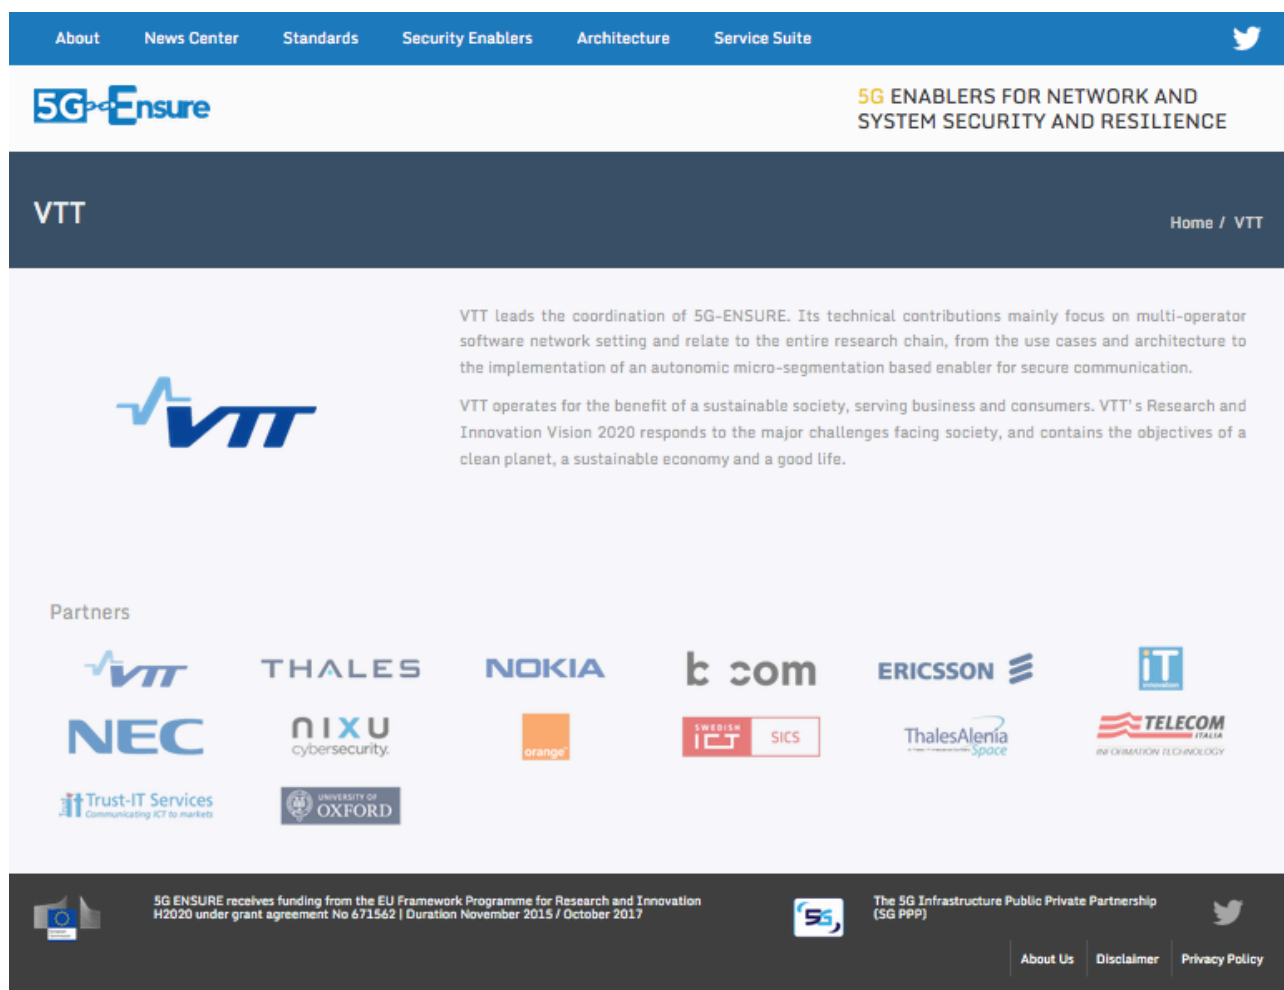 About News Center Standards Security Enablers Architecture Service Suite
5G Ensure
5G ENABLERS FOR NETWORK AND
SYSTEM SECURITY AND RESILIENCE
VTT
Home / VTT
VTT leads the coordination of 5G-ENSURE. Its technical contributions mainly focus on multi-operator
software network setting and relate to the entire research chain, from the use cases and architecture to
the implementation of an autonomic micro-segmentation based enabler for secure communication.
VTT operates for the benefit of a sustainable society, serving business and consumers. VTT's Research and
Innovation Vision 2020 responds to the major challenges facing society, and contains the objectives of a
clean planet, a sustainable economy and a good life.
VTT
Partners
VTT THALES NOKIA b com ERICSSON iT innovation
NEC nixu cybersecurity. orange SWEDISH ICT SICS ThalesAlenia Space TELECOM ITALIA INFORMATION TECHNOLOGY
Trust-IT Services Communicating ICT to markets UNIVERSITY OF OXFORD
5G ENSURE receives funding from the EU Framework Programme for Research and Innovation
H2020 under grant agreement No 671562 | Duration November 2015 / October 2017
5G
The 5G Infrastructure Public Private Partnership
(5G PPP)
About Us Disclaimer Privacy Policy